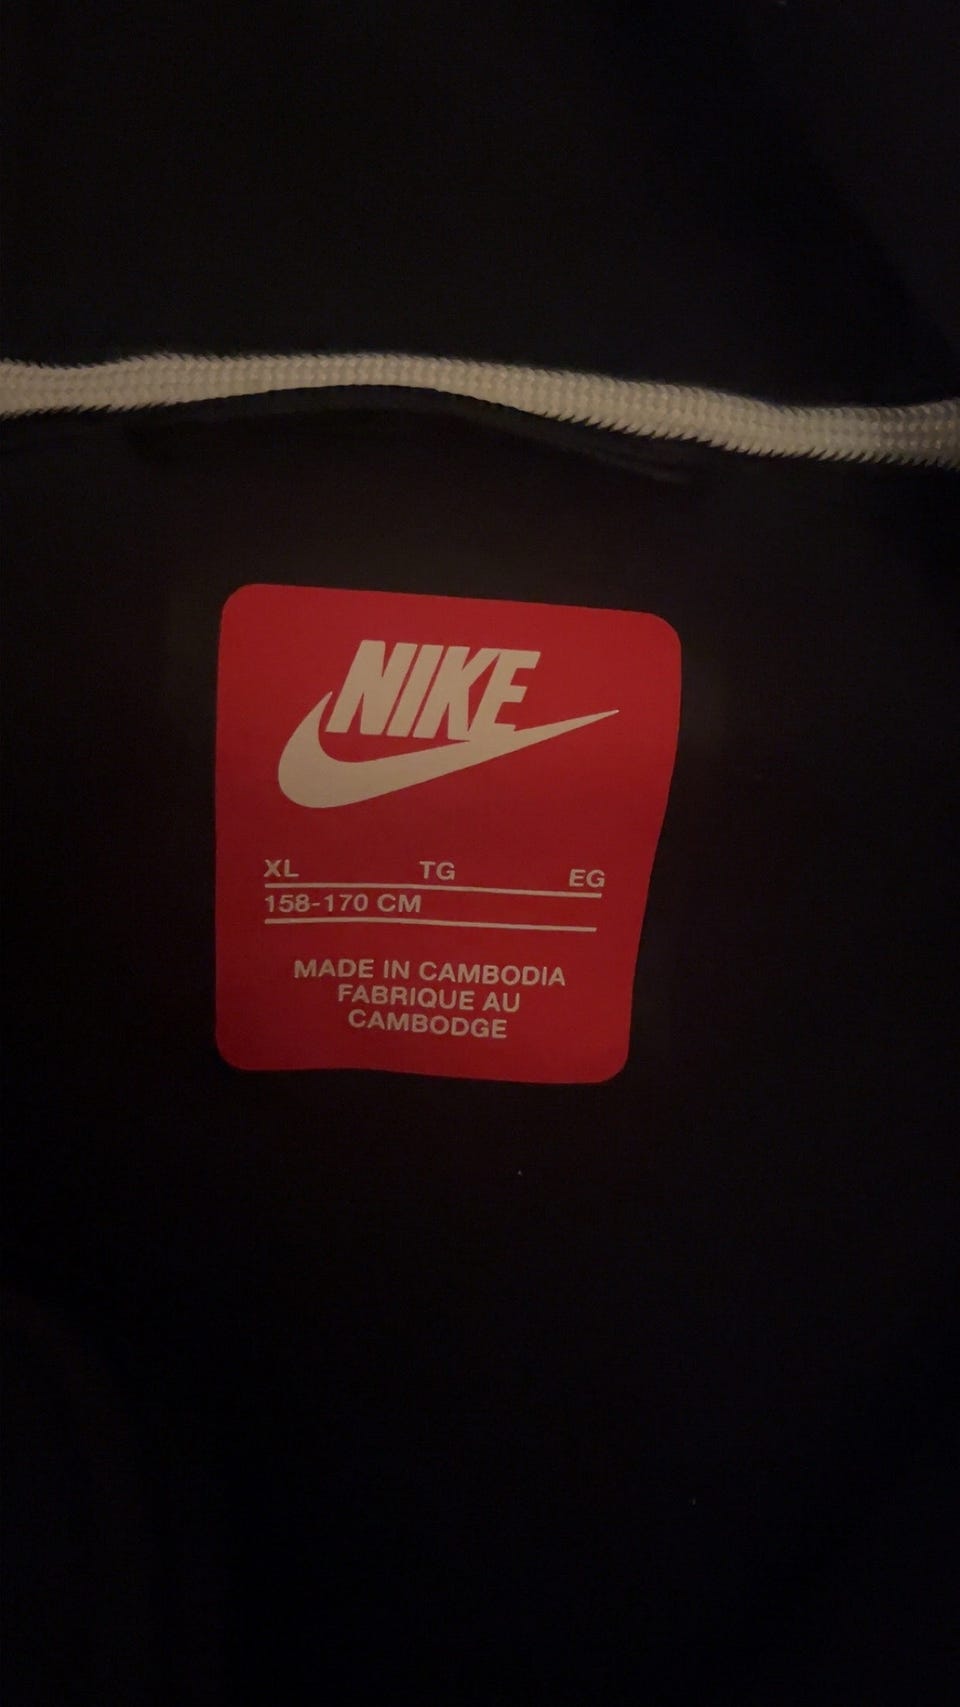 NIKE
XL TG EG
158-170 CM
MADE IN CAMBODIA
FABRIQUE AU
CAMBODGE